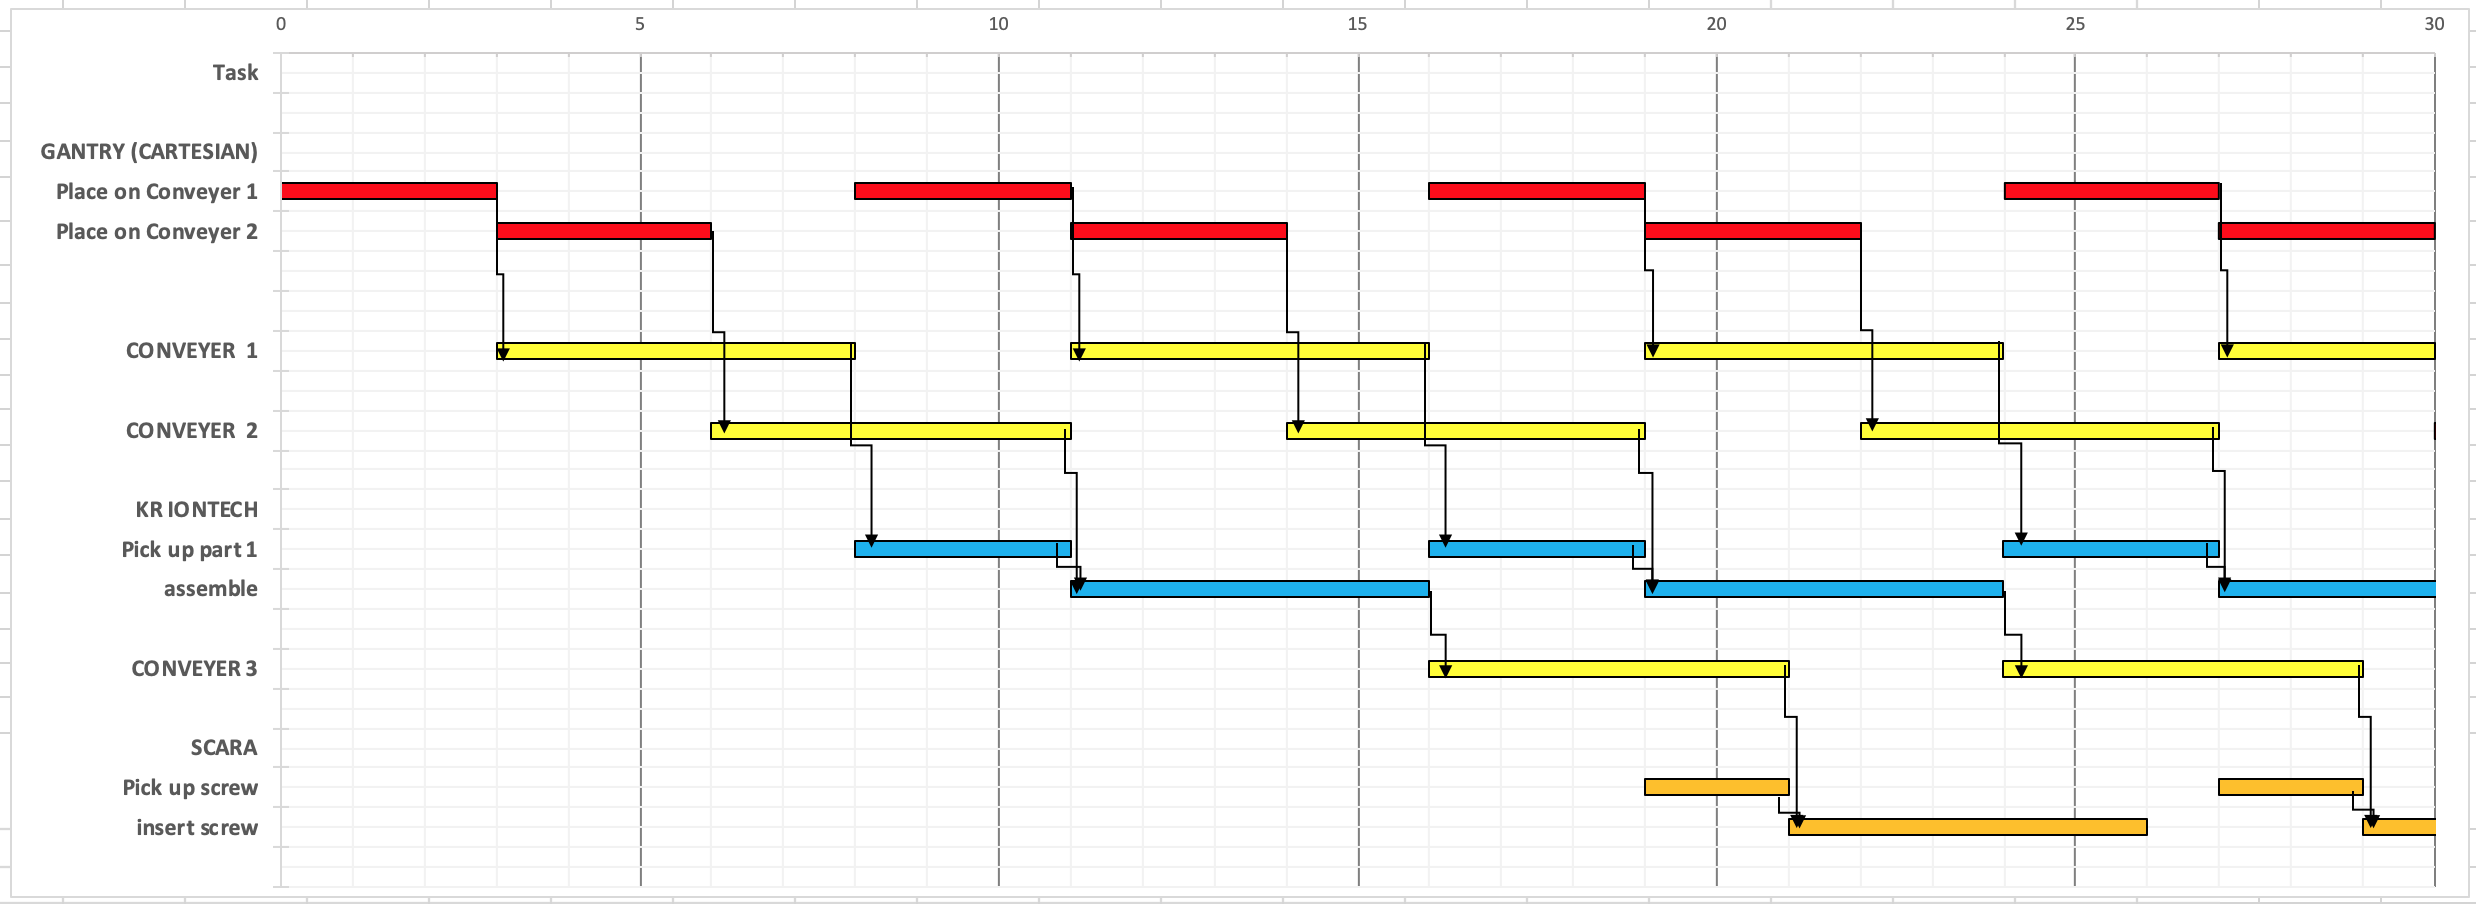 0 5 10 15 20 25 30
Task
GANTRY (CARTESIAN)
Place on Conveyer 1
Place on Conveyer 2
CONVEYER 1
CONVEYER 2
KR IONTECH
Pick up part 1
assemble
CONVEYER 3
SCARA
Pick up screw
insert screw